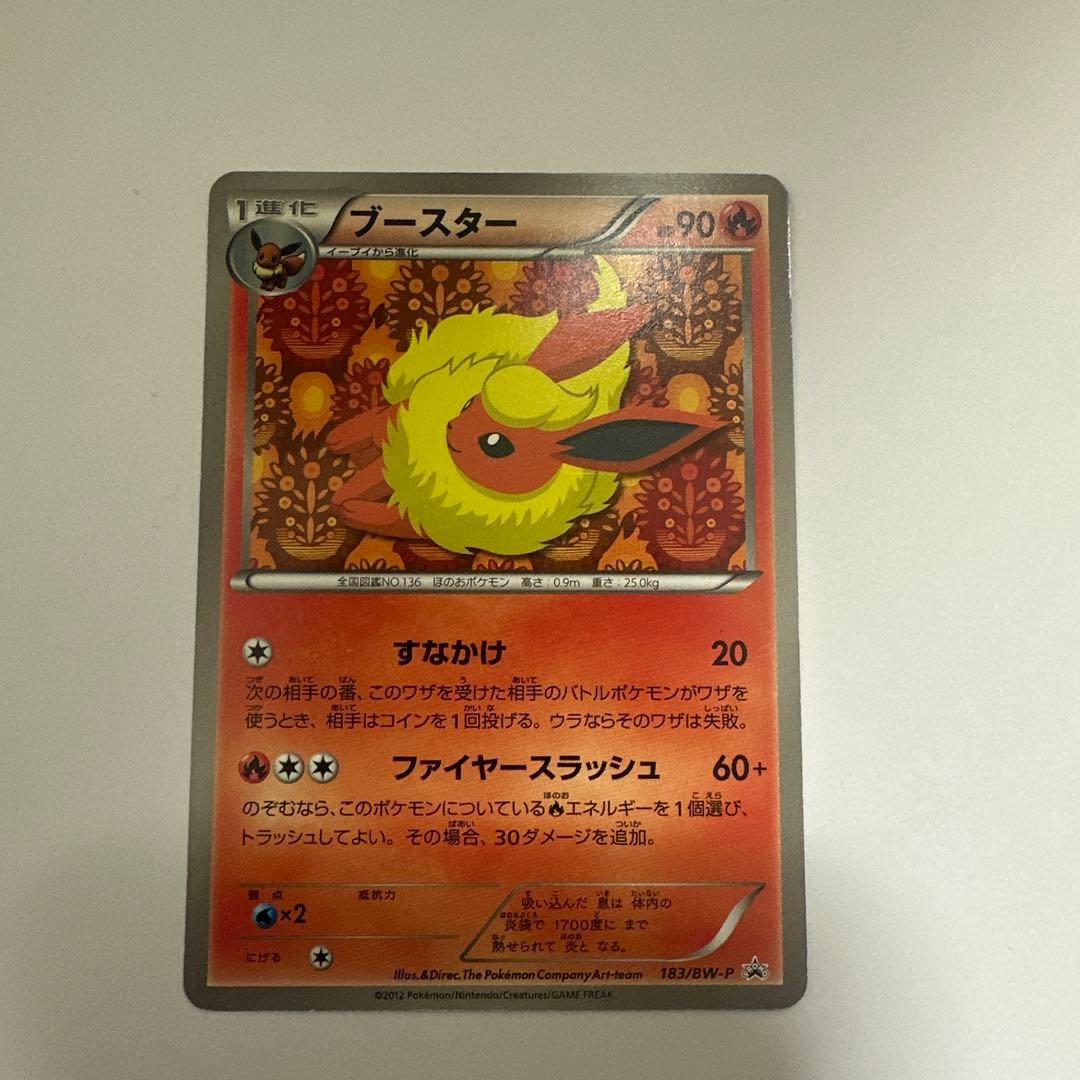 1進化 ブースター HP90
イーブイから進化
全国図鑑NO.136 ほのおポケモン 高さ:0.9m 重さ:25.0kg
すなかけ 20
次の相手の番、このワザを受けた相手のバトルポケモンがワザを
使うとき、相手はコインを1回投げる。ウラならそのワザは失敗。
ファイヤースラッシュ 60+
のぞむなら、このポケモンについているエネルギーを1個選び、
トラッシュしてよい。その場合、30ダメージを追加。
弱点 抵抗力
×2
にげる
吸い込んだ 息は 体内の
炎袋で 1700度に まで
熱せられて 炎と なる。
Illus.&Direc.The Pokémon Company Art-team 183/BW-P
©2012 Pokémon/Nintendo/Creatures/GAME FREAK.